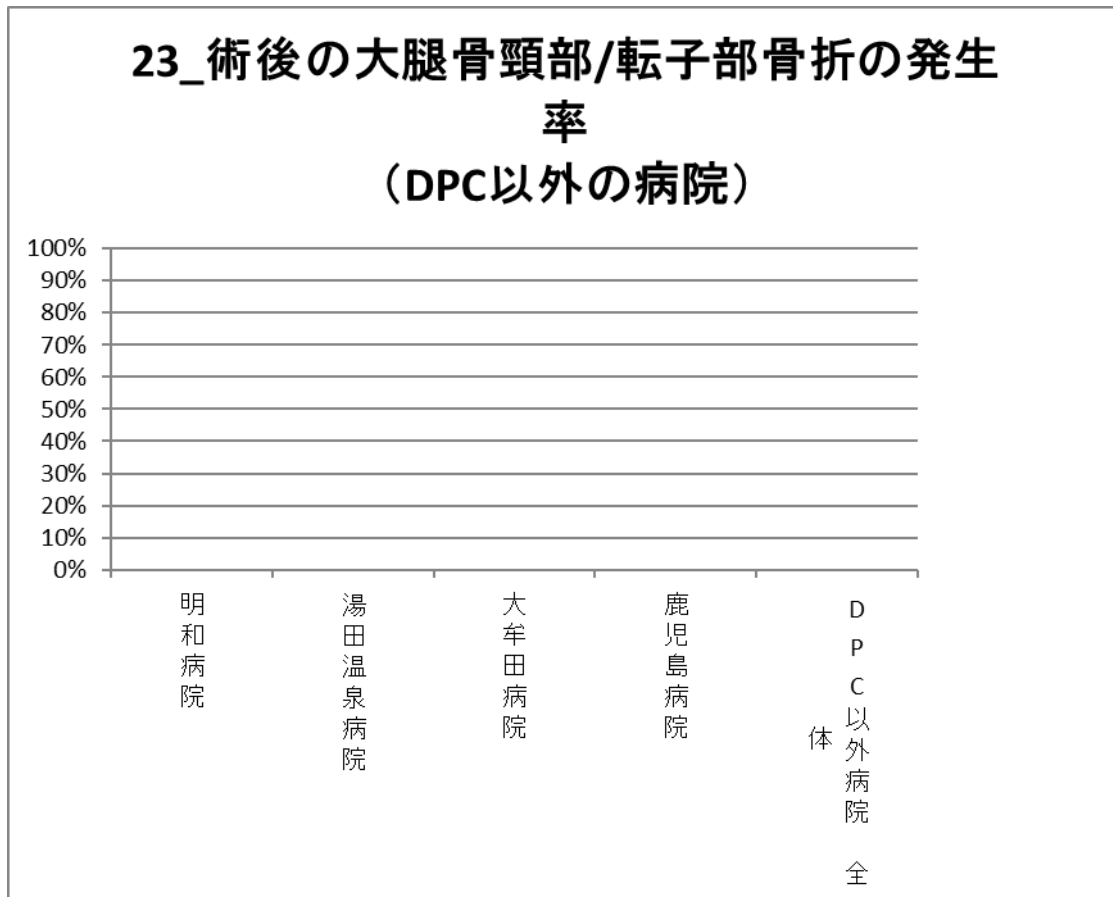 23_術後の大腿骨頸部/転子部骨折の発生
率
（DPC以外の病院）
100%
90%
80%
70%
60%
50%
40%
30%
20%
10%
0%
明和病院
湯田温泉病院
大牟田病院
鹿児島病院
DPC以外病院　全
体